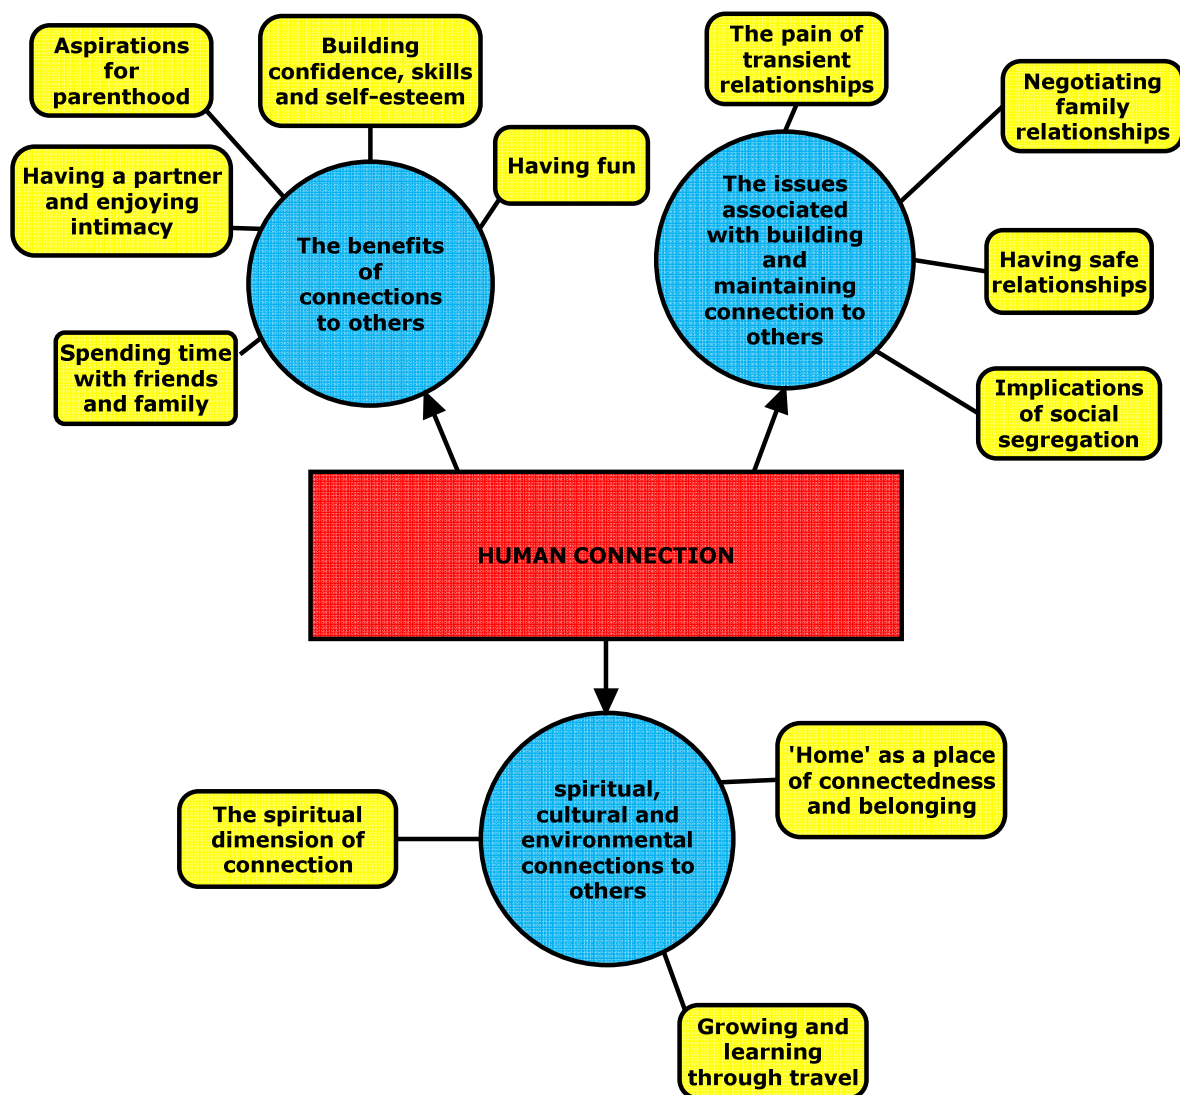 Aspirations
for
parenthood
Building
confidence, skills
and self-esteem
Having a partner
and enjoying
intimacy
Having fun
The benefits
of
connections
to others
Spending time
with friends
and family
The pain of
transient
relationships
Negotiating
family
relationships
The issues
associated
with building
and
maintaining
connection to
others
Having safe
relationships
Implications
of social
segregation
HUMAN CONNECTION
spiritual,
cultural and
environmental
connections to
others
'Home' as a place
of connectedness
and belonging
The spiritual
dimension of
connection
Growing and
learning
through travel